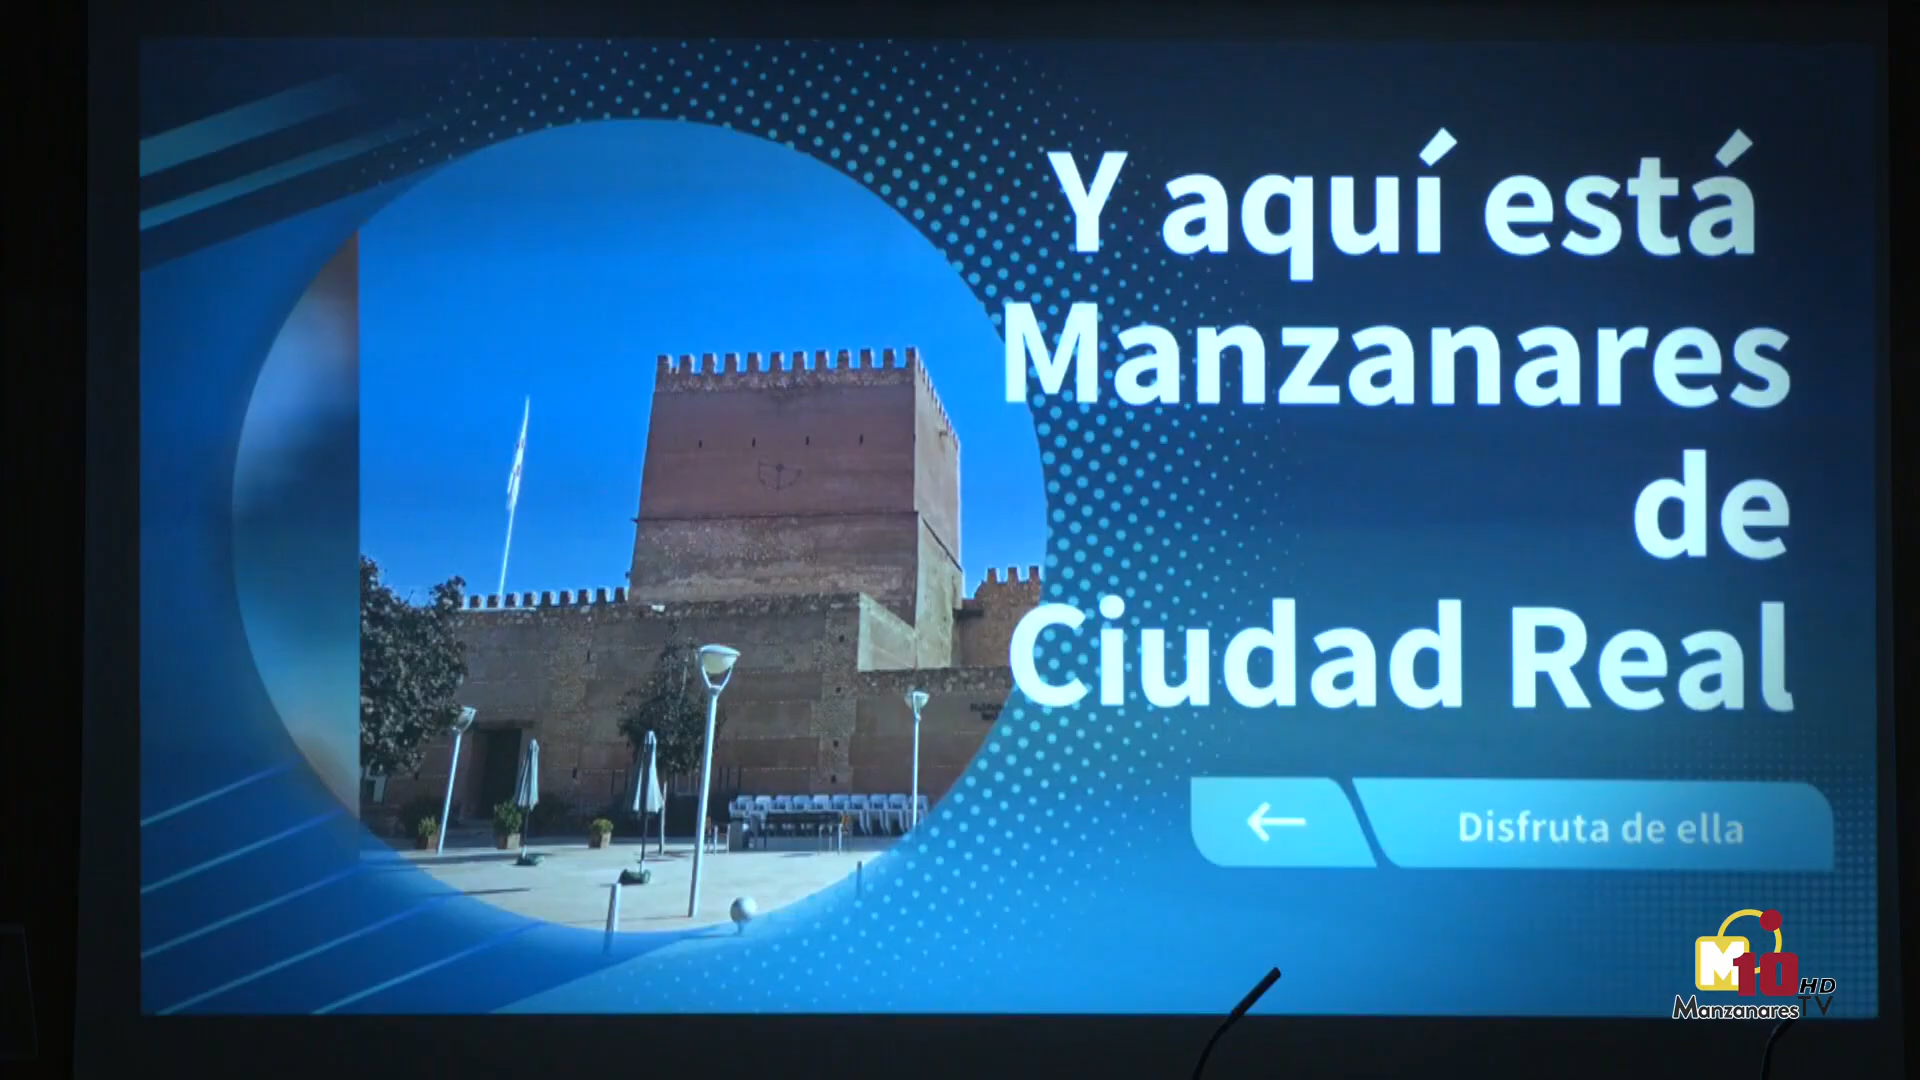 Y aquí está
Manzanares
de
Ciudad Real
Disfruta de ella
M10 HD
Manzanares TV